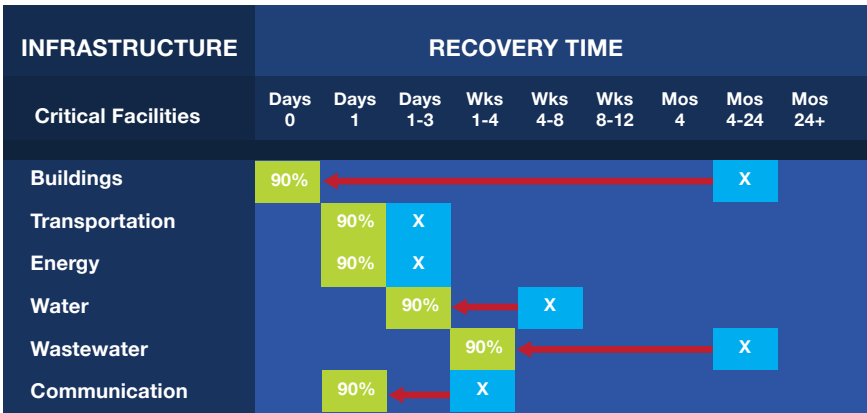 INFRASTRUCTURE RECOVERY TIME
Critical Facilities Days 0 Days 1 Days 1-3 Wks 1-4 Wks 4-8 Wks 8-12 Mos 4 Mos 4-24 Mos 24+
Buildings 90% X
Transportation 90% X
Energy 90% X
Water 90% X
Wastewater 90% X
Communication 90% X